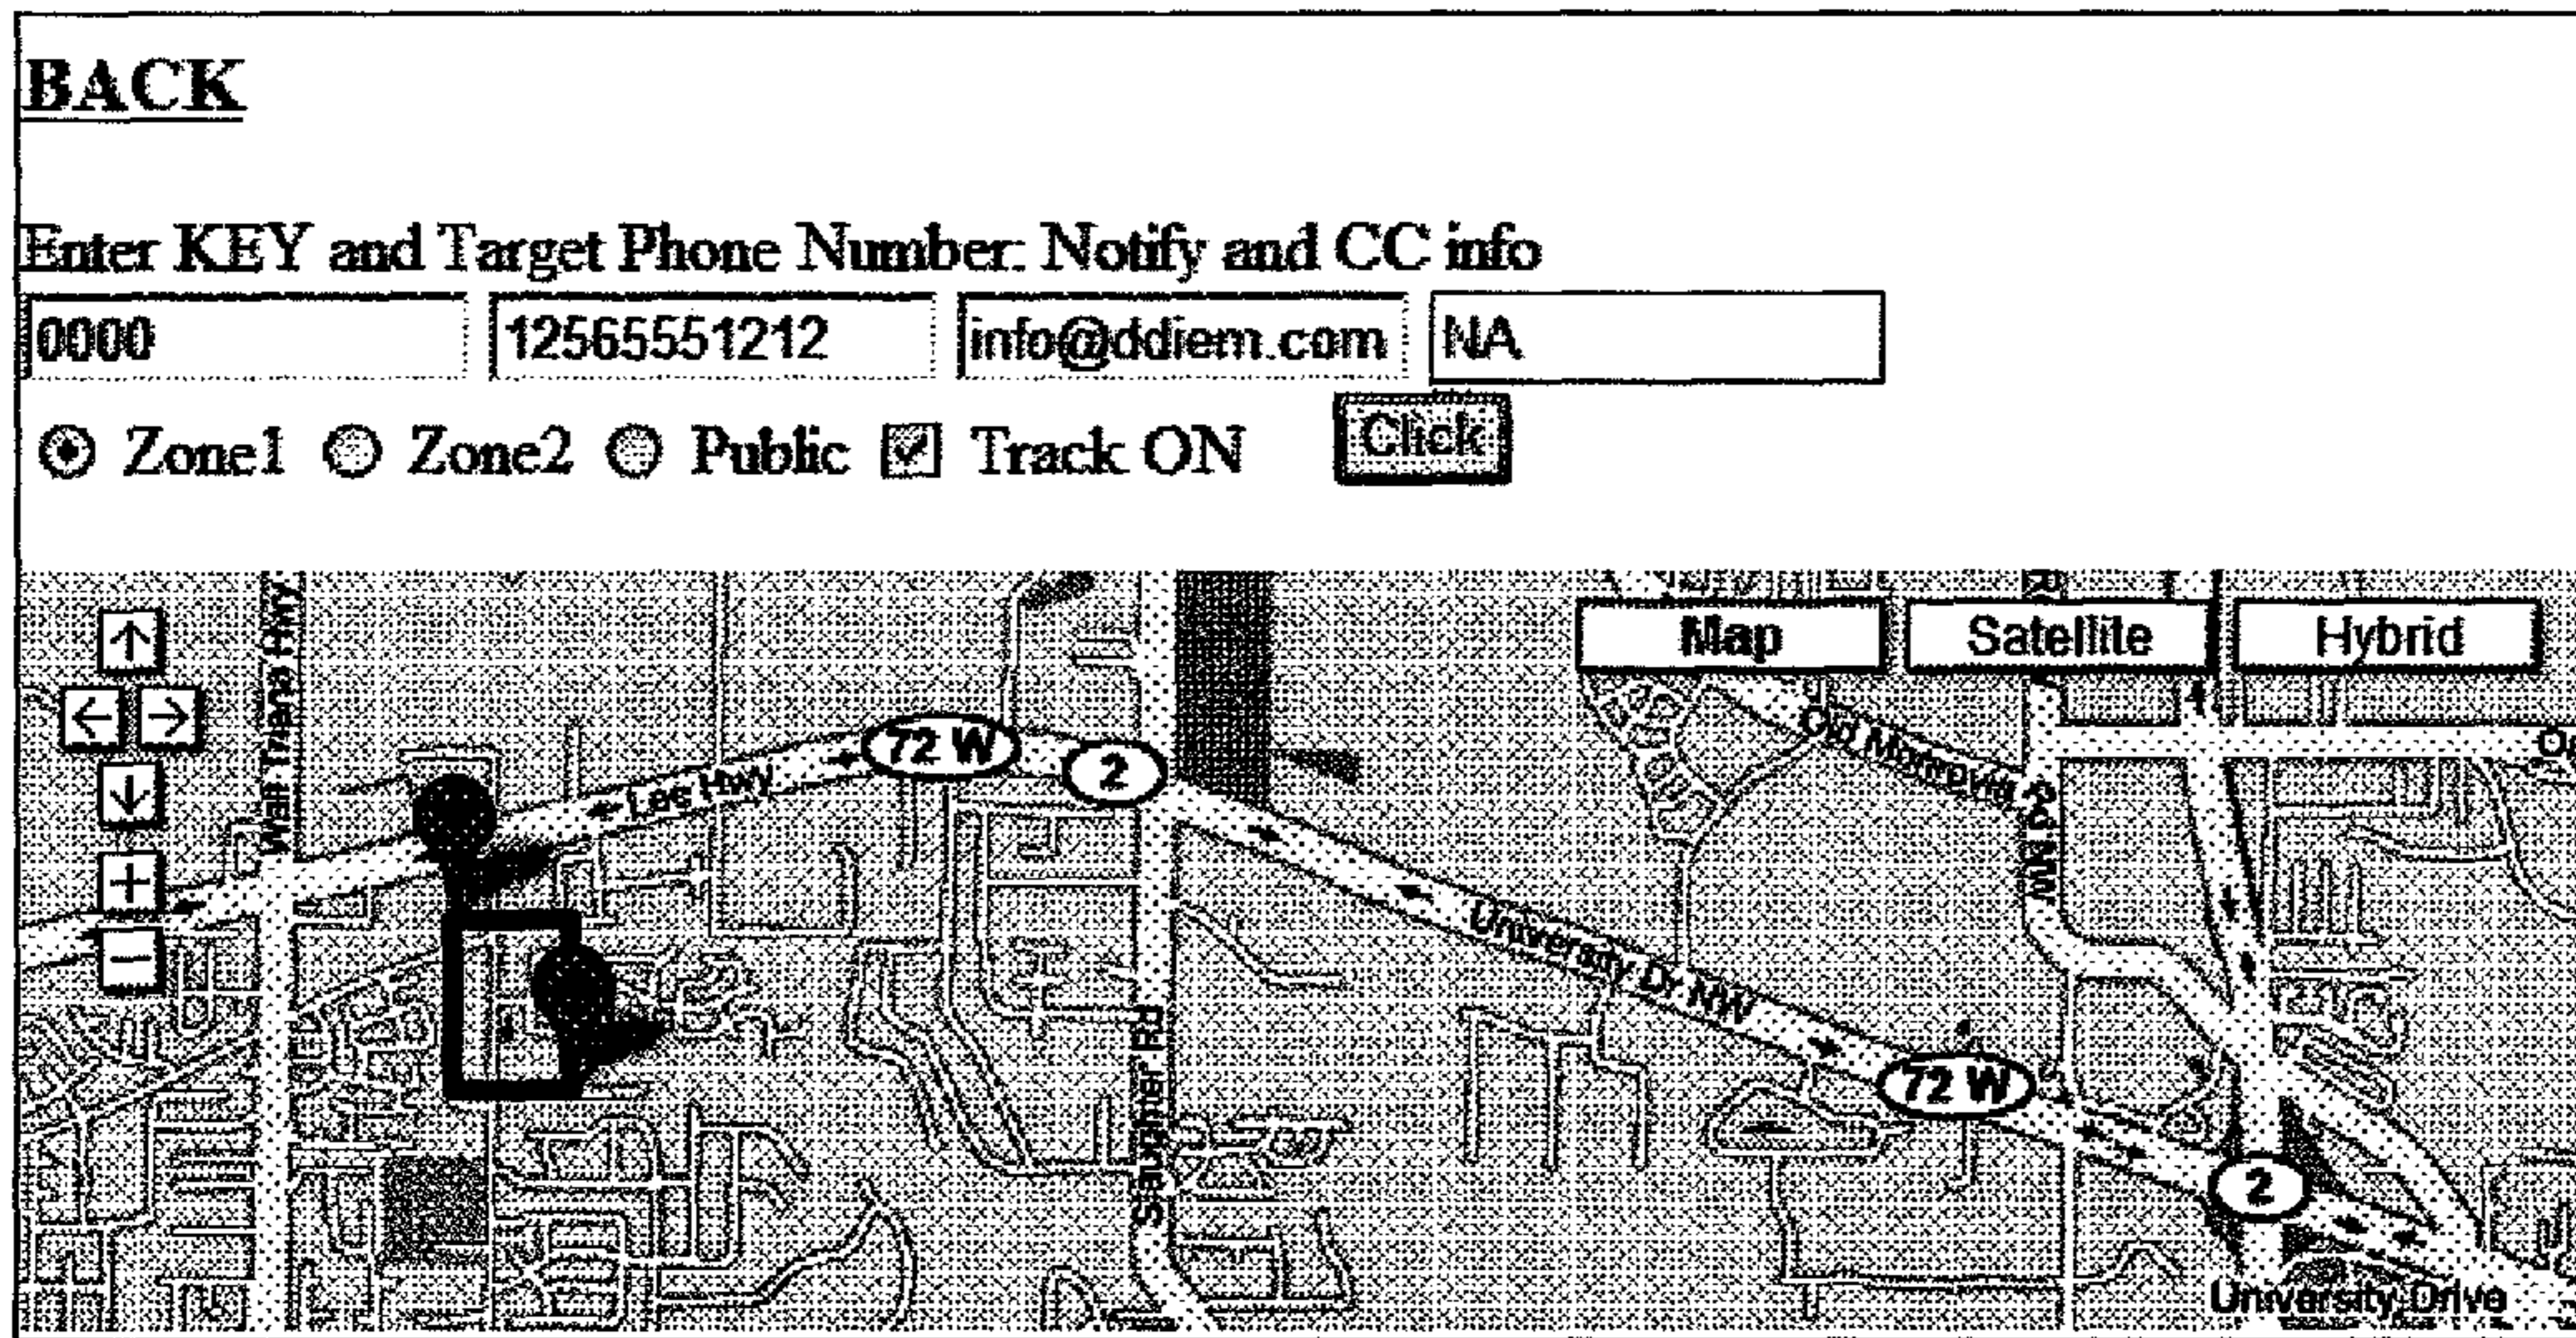 BACK
Enter KEY and Target Phone Number: Notify and CC info
0000 12565551212 info@ddiem.com NA
Zone1 Zone2 Public Track ON Click
Map Satellite Hybrid
Wall Triana Hwy
Lee Hwy
72 W
2
Old Monrovia
Rd NW
University Dr NW
Slaughter Rd
72 W
2
University Drive